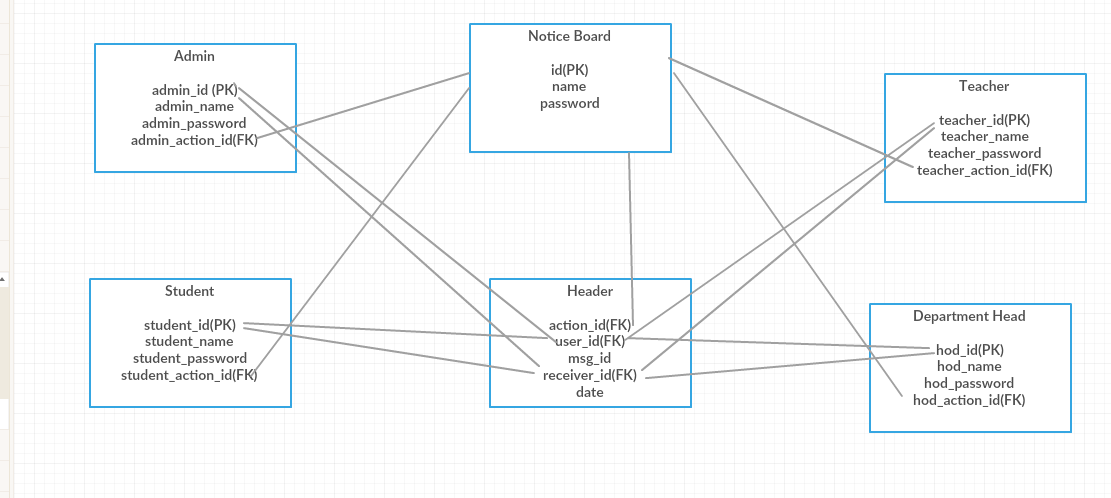 Admin
admin_id (PK)
admin_name
admin_password
admin_action_id(FK)
Notice Board
id(PK)
name
password
Teacher
teacher_id(PK)
teacher_name
teacher_password
teacher_action_id(FK)
Student
student_id(PK)
student_name
student_password
student_action_id(FK)
Header
action_id(FK)
user_id(FK)
msg_id
receiver_id(FK)
date
Department Head
hod_id(PK)
hod_name
hod_password
hod_action_id(FK)